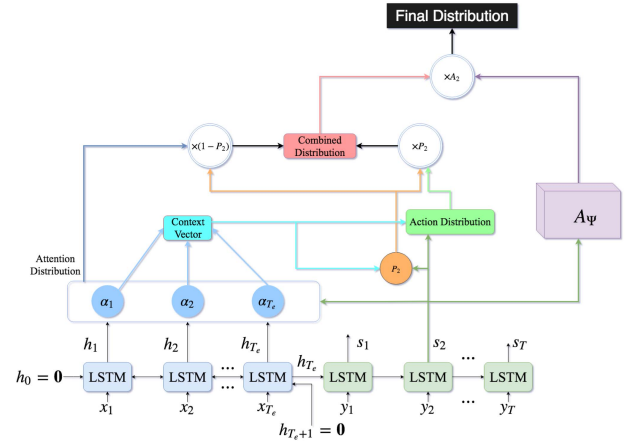 Final Distribution
×A₂
×(1 − P₂)
Combined
Distribution
×P₂
A_Ψ
Context
Vector
Action Distribution
Attention
Distribution
P₂
α₁
α₂
α_{T_e}
h₁
h₂
h_{T_e}
s₁
s₂
s_T
...
h_{T_e}
...
h₀ = 0
LSTM
LSTM
LSTM
LSTM
LSTM
LSTM
...
x₁
x₂
x_{T_e}
y₁
y₂
...
y_T
h_{T_e+1} = 0